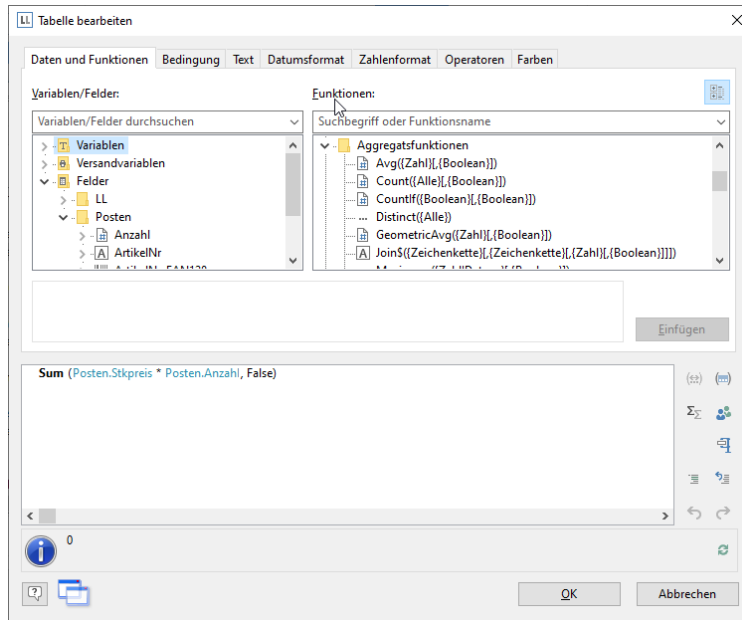 LL Tabelle bearbeiten
Daten und Funktionen Bedingung Text Datumsformat Zahlenformat Operatoren Farben
Variablen/Felder:
Funktionen:
Variablen/Felder durchsuchen
Suchbegriff oder Funktionsname
T Variablen
Versandvariablen
Felder
LL
Posten
# Anzahl
A ArtikelNr
Aggregatsfunktionen
# Avg({Zahl}[,{Boolean}])
# Count({Alle}[,{Boolean}])
# CountIf({Boolean}[,{Boolean}])
... Distinct({Alle})
# GeometricAvg({Zahl}[,{Boolean}])
A Join$({Zeichenkette}[,{Zeichenkette}[,{Zahl}[,{Boolean}]]]])
Einfügen
Sum (Posten.Stkpreis * Posten.Anzahl, False)
ΣΣ
i 0
?
OK
Abbrechen